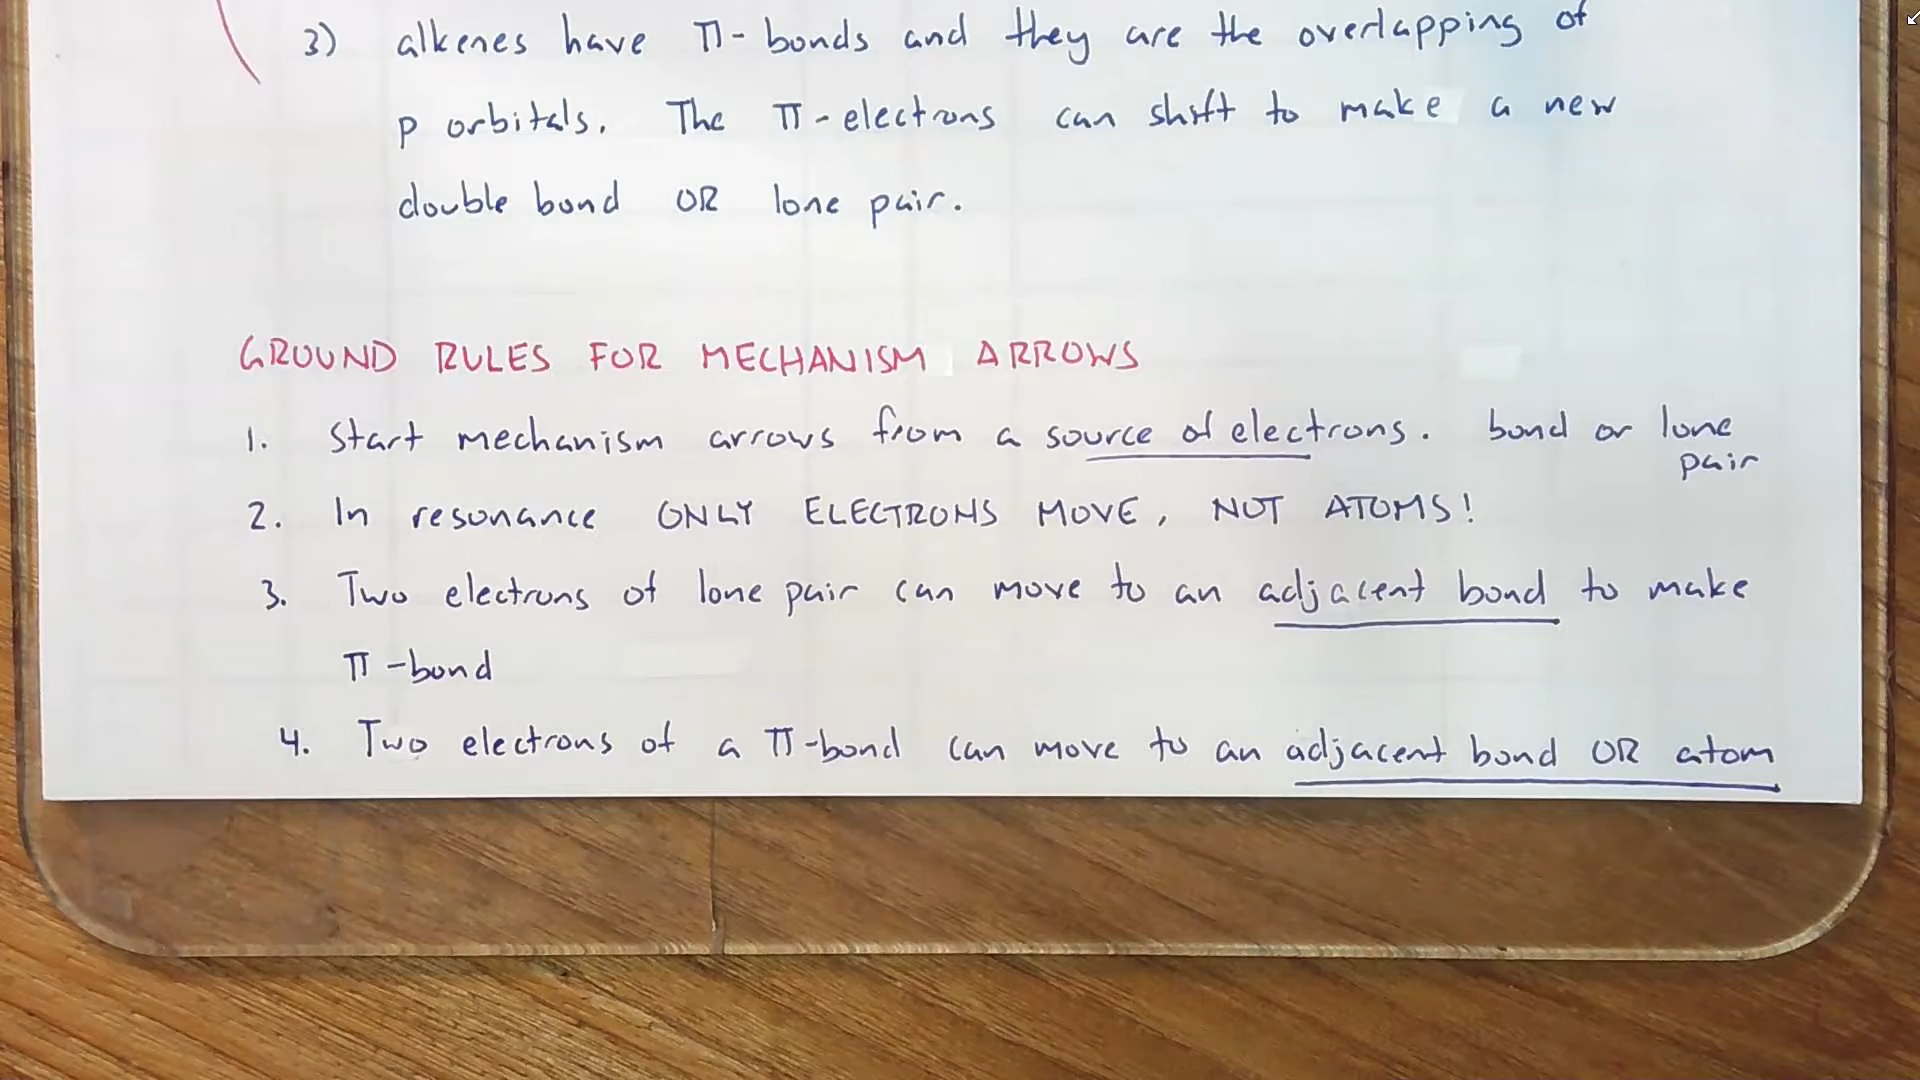 3) alkenes have π-bonds and they are the overlapping of
p orbitals. The π-electrons can shift to make a new
double bond OR lone pair.
GROUND RULES FOR MECHANISM ARROWS
1. Start mechanism arrows from a source of electrons. bond or lone
pair
2. In resonance ONLY ELECTRONS MOVE, NOT ATOMS!
3. Two electrons of lone pair can move to an adjacent bond to make
π-bond
4. Two electrons of a π-bond can move to an adjacent bond OR atom